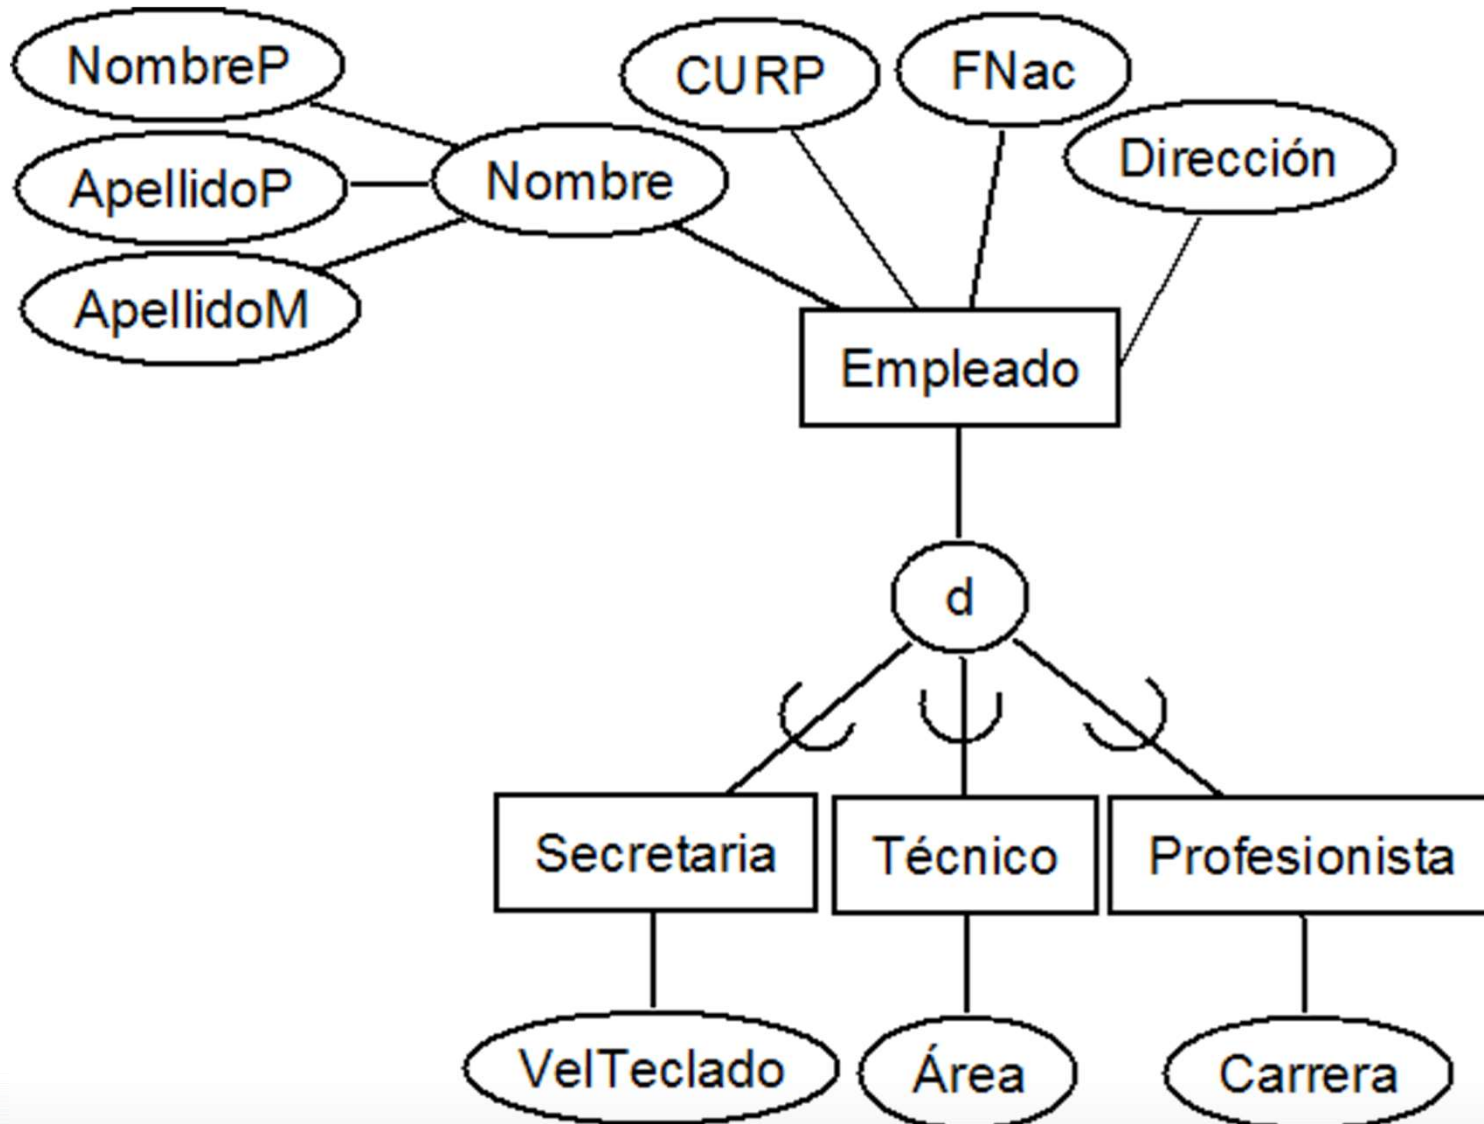 NombreP
CURP
FNac
Dirección
Nombre
ApellidoP
ApellidoM
Empleado
d
Secretaria
Técnico
Profesionista
VelTeclado
Área
Carrera